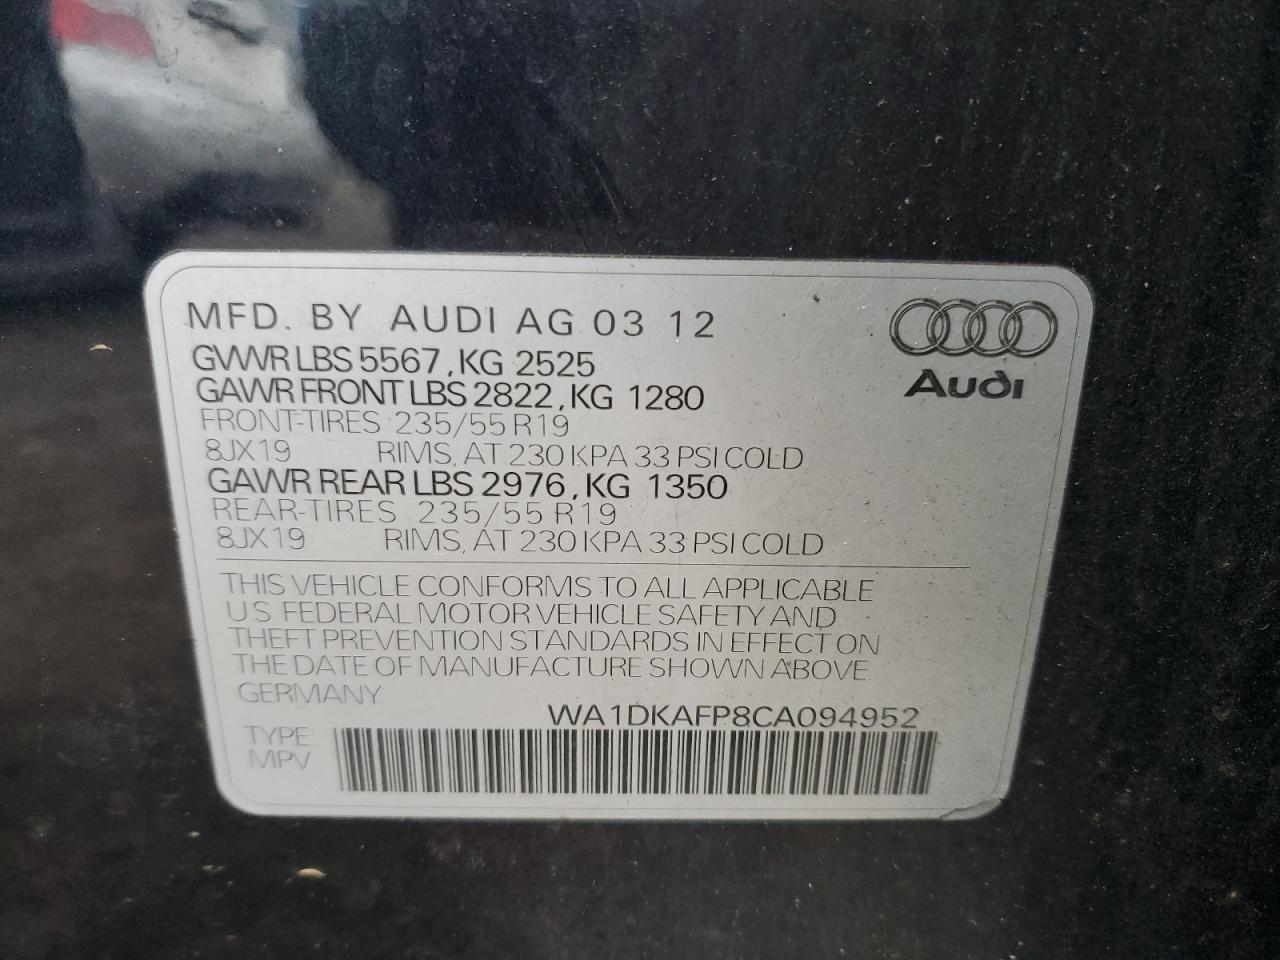 MFD. BY AUDI AG 03 12
GVWR LBS 5567, KG 2525
GAWR FRONT LBS 2822, KG 1280
FRONT-TIRES 235/55 R19
8JX19 RIMS, AT 230 KPA 33 PSI COLD
GAWR REAR LBS 2976, KG 1350
REAR-TIRES 235/55 R19
8JX19 RIMS, AT 230 KPA 33 PSI COLD
Audi
THIS VEHICLE CONFORMS TO ALL APPLICABLE
U.S. FEDERAL MOTOR VEHICLE SAFETY AND
THEFT PREVENTION STANDARDS IN EFFECT ON
THE DATE OF MANUFACTURE SHOWN ABOVE
GERMANY
WA1DKAFP8CA094952
TYPE
MPV